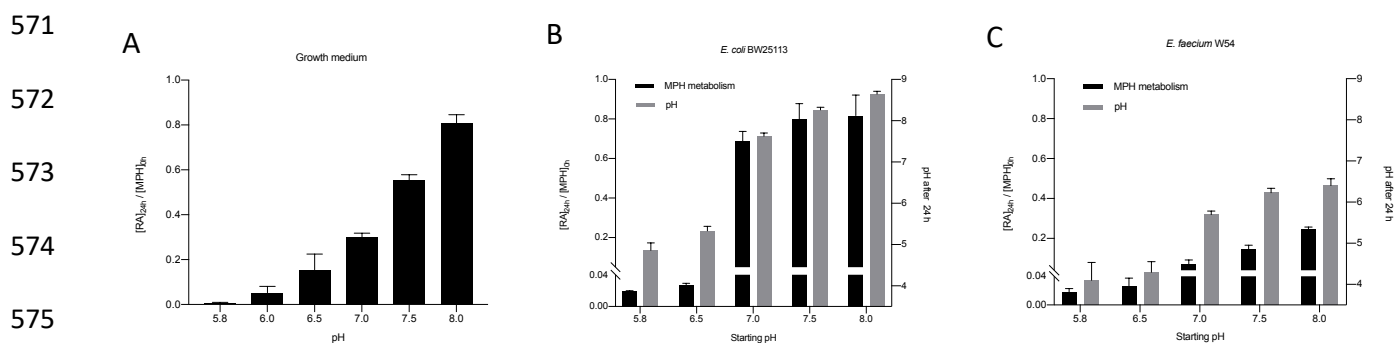 571
572
573
574
575
A
Growth medium
1.0
0.8
0.6
0.4
0.2
0.0
[RA]24h / [MPH]0h
5.8 6.0 6.5 7.0 7.5 8.0
pH
B
E. coli BW25113
MPH metabolism
pH
1.0
0.8
0.6
0.4
0.2
0.04
0.00
[RA]24h / [MPH]0h
9
8
7
6
5
4
pH after 24 h
5.8 6.5 7.0 7.5 8.0
Starting pH
C
E. faecium W54
MPH metabolism
pH
1.0
0.8
0.6
0.4
0.2
0.04
0.00
[RA]24h / [MPH]0h
9
8
7
6
5
4
pH after 24 h
5.8 6.5 7.0 7.5 8.0
Starting pH